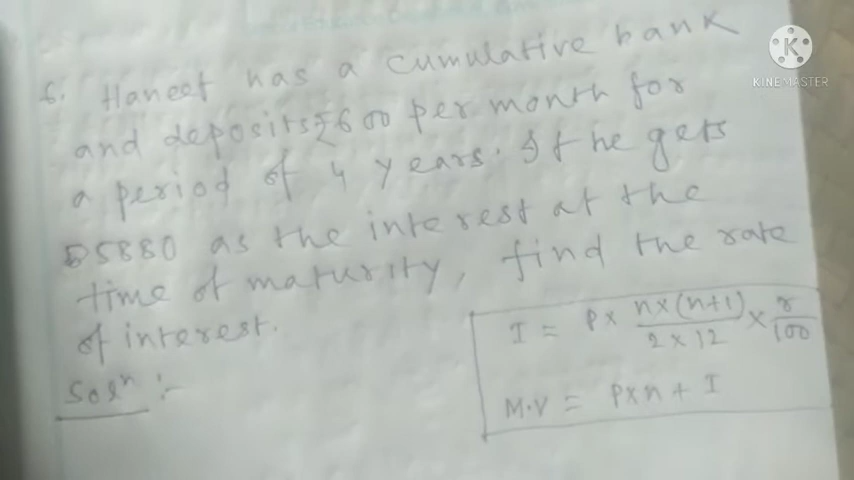 6. Haneef has a cumulative bank
and deposits ₹600 per month for
a period of 4 years. If he gets
5880 as the interest at the
time of maturity, find the rate
of interest.
Solⁿ :-
I = P× n×(n+1)/2×12 × r/100
M.V = P×n + I
K
KINEMASTER